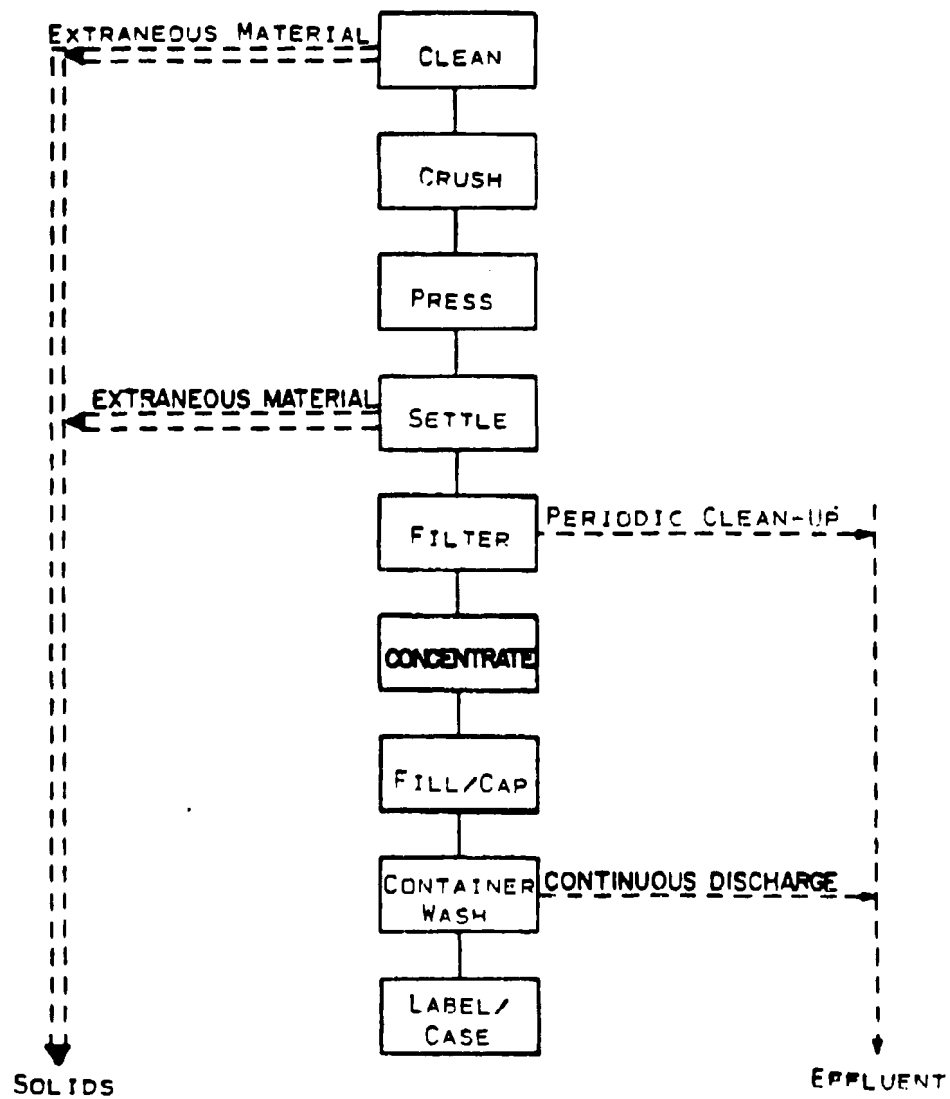 EXTRANEOUS MATERIAL
CLEAN
CRUSH
PRESS
EXTRANEOUS MATERIAL
SETTLE
FILTER
PERIODIC CLEAN-UP
CONCENTRATE
FILL/CAP
CONTAINER
WASH
CONTINUOUS DISCHARGE
LABEL/
CASE
SOLIDS
EFFLUENT